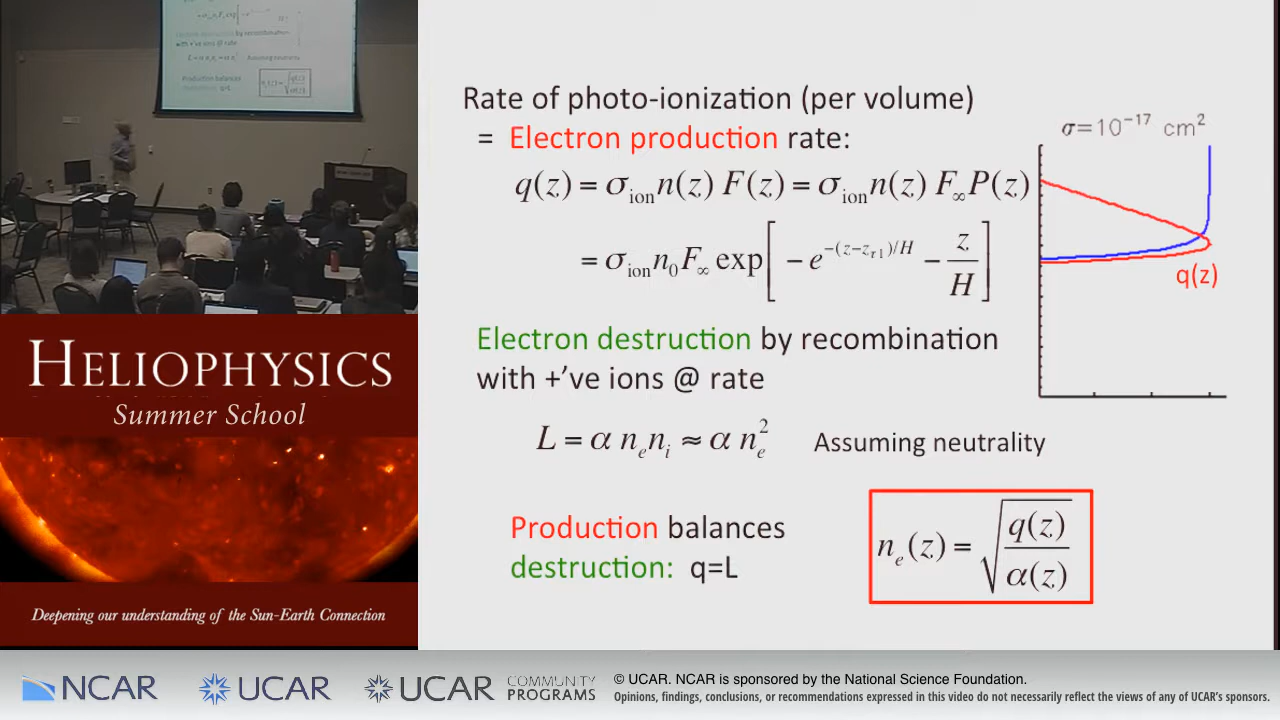 Rate of photo-ionization (per volume)
= Electron production rate:
q(z) = σ_ion n(z) F(z) = σ_ion n(z) F_∞ P(z)
= σ_ion n_0 F_∞ exp[ − e^{−(z−z_{τ1})/H} − z/H ]
Electron destruction by recombination
with +’ve ions @ rate
L = α n_e n_i ≈ α n_e^2 Assuming neutrality
Production balances
destruction: q=L
n_e(z) = √(q(z)/α(z))
σ=10^{-17} cm^2
q(z)
HELIOPHYSICS
Summer School
Deepening our understanding of the Sun-Earth Connection
NCAR
UCAR
UCAR
COMMUNITY
PROGRAMS
© UCAR. NCAR is sponsored by the National Science Foundation.
Opinions, findings, conclusions, or recommendations expressed in this video do not necessarily reflect the views of any of UCAR's sponsors.